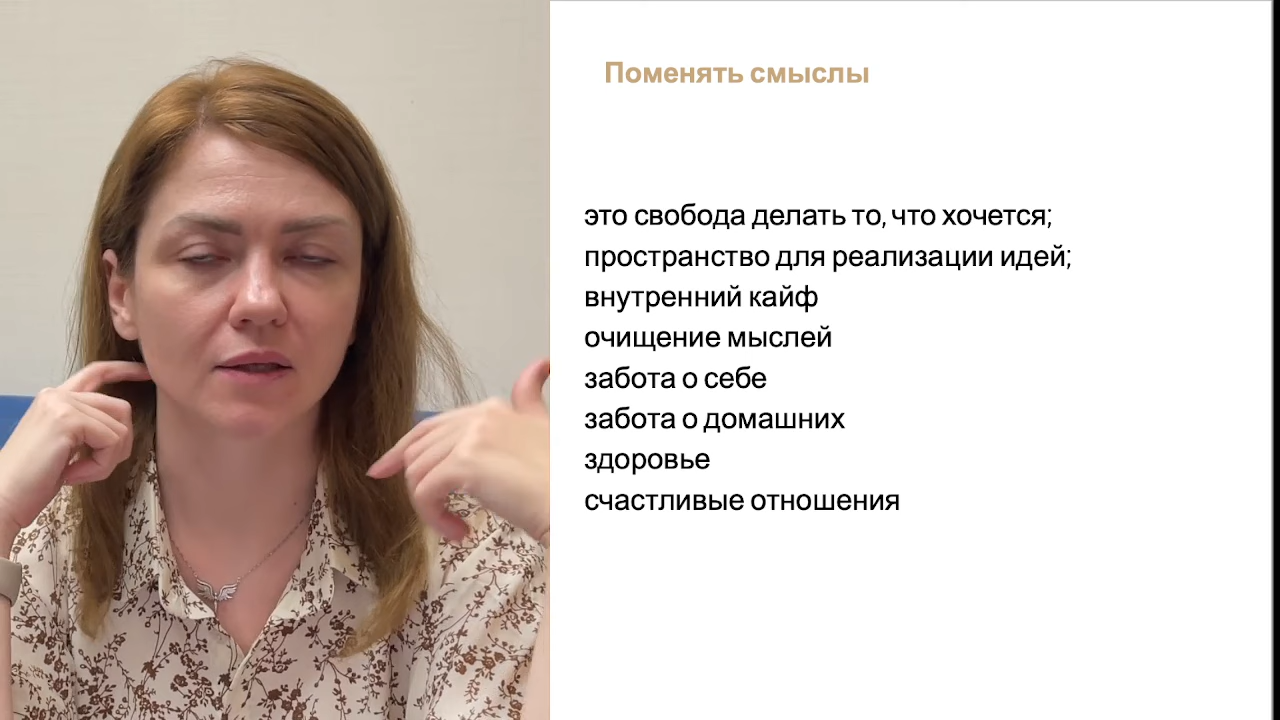 Поменять смыслы
это свобода делать то, что хочется;
пространство для реализации идей;
внутренний кайф
очищение мыслей
забота о себе
забота о домашних
здоровье
счастливые отношения